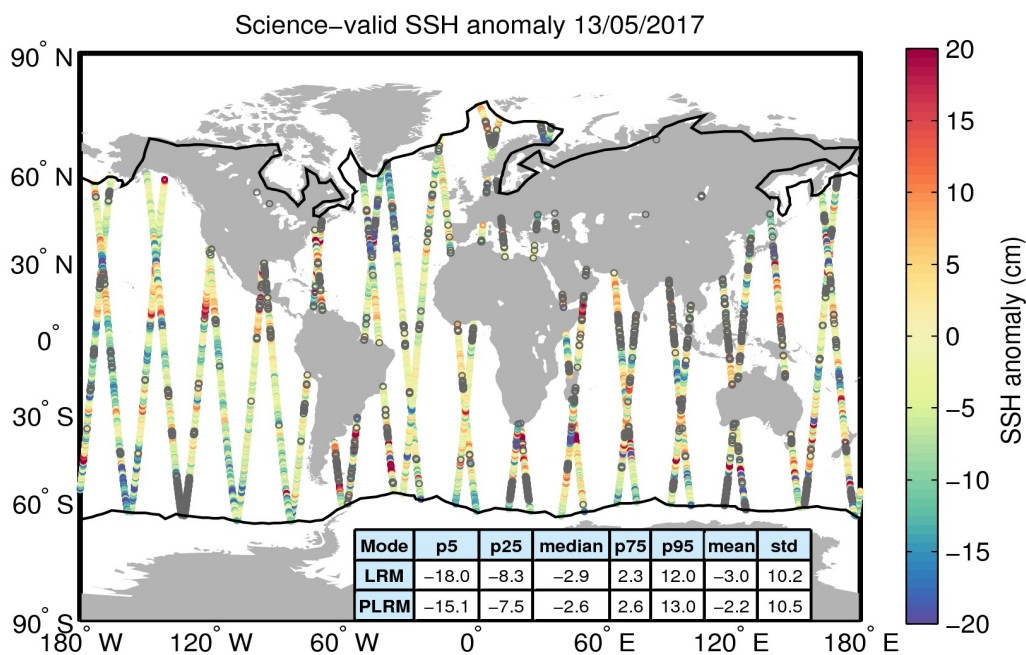 Science−valid SSH anomaly 13/05/2017
90° N
60° N
30° N
0°
30° S
60° S
90° S
180° W
120° W
60° W
0°
60° E
120° E
180° E
Mode p5 p25 median p75 p95 mean std
LRM −18.0 −8.3 −2.9 2.3 12.0 −3.0 10.2
PLRM −15.1 −7.5 −2.6 2.6 13.0 −2.2 10.5
20
15
10
5
0
−5
−10
−15
−20
SSH anomaly (cm)